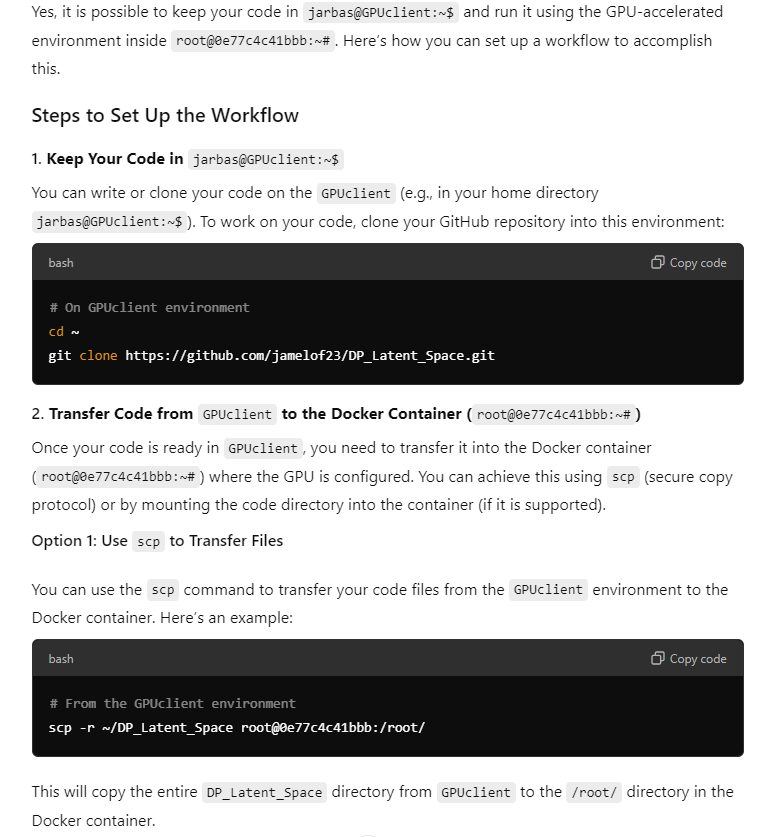 Yes, it is possible to keep your code in jarbas@GPUclient:~$ and run it using the GPU-accelerated
environment inside root@0e77c4c41bbb:~# . Here's how you can set up a workflow to accomplish
this.
Steps to Set Up the Workflow
1. Keep Your Code in jarbas@GPUclient:~$
You can write or clone your code on the GPUclient (e.g., in your home directory
jarbas@GPUclient:~$ ). To work on your code, clone your GitHub repository into this environment:
bash Copy code
# On GPUclient environment
cd ~
git clone https://github.com/jamelof23/DP_Latent_Space.git
2. Transfer Code from GPUclient to the Docker Container ( root@0e77c4c41bbb:~# )
Once your code is ready in GPUclient , you need to transfer it into the Docker container
( root@0e77c4c41bbb:~# ) where the GPU is configured. You can achieve this using scp (secure copy
protocol) or by mounting the code directory into the container (if it is supported).
Option 1: Use scp to Transfer Files
You can use the scp command to transfer your code files from the GPUclient environment to the
Docker container. Here's an example:
bash Copy code
# From the GPUclient environment
scp -r ~/DP_Latent_Space root@0e77c4c41bbb:/root/
This will copy the entire DP_Latent_Space directory from GPUclient to the /root/ directory in the
Docker container.